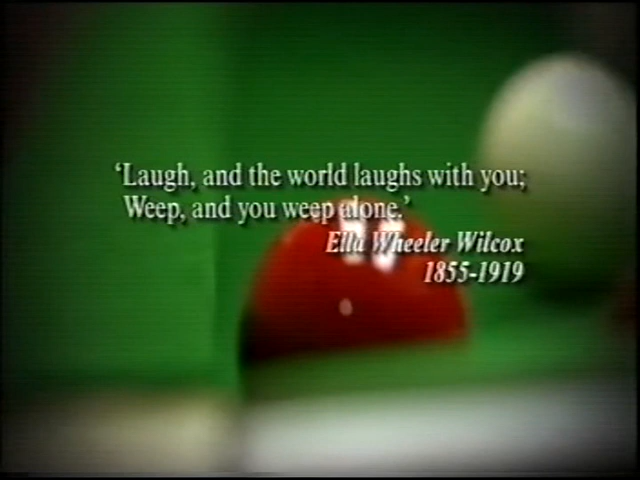 ‘Laugh, and the world laughs with you;
Weep, and you weep alone.’
Ella Wheeler Wilcox
1855-1919